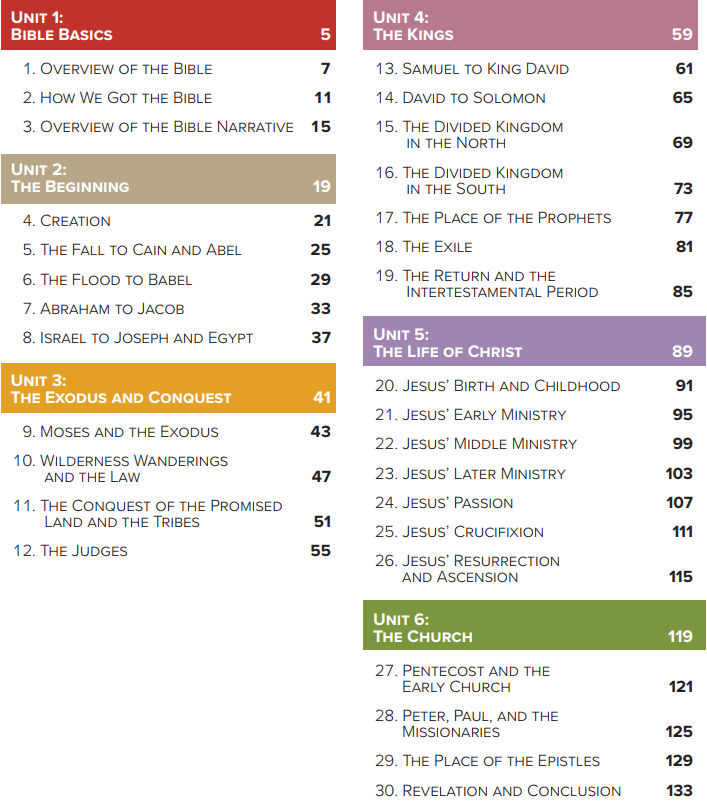 UNIT 1:
BIBLE BASICS 5
1. OVERVIEW OF THE BIBLE 7
2. HOW WE GOT THE BIBLE 11
3. OVERVIEW OF THE BIBLE NARRATIVE 15
UNIT 2:
THE BEGINNING 19
4. CREATION 21
5. THE FALL TO CAIN AND ABEL 25
6. THE FLOOD TO BABEL 29
7. ABRAHAM TO JACOB 33
8. ISRAEL TO JOSEPH AND EGYPT 37
UNIT 3:
THE EXODUS AND CONQUEST 41
9. MOSES AND THE EXODUS 43
10. WILDERNESS WANDERINGS
AND THE LAW 47
11. THE CONQUEST OF THE PROMISED
LAND AND THE TRIBES 51
12. THE JUDGES 55
UNIT 4:
THE KINGS 59
13. SAMUEL TO KING DAVID 61
14. DAVID TO SOLOMON 65
15. THE DIVIDED KINGDOM
IN THE NORTH 69
16. THE DIVIDED KINGDOM
IN THE SOUTH 73
17. THE PLACE OF THE PROPHETS 77
18. THE EXILE 81
19. THE RETURN AND THE
INTERTESTAMENTAL PERIOD 85
UNIT 5:
THE LIFE OF CHRIST 89
20. JESUS’ BIRTH AND CHILDHOOD 91
21. JESUS’ EARLY MINISTRY 95
22. JESUS’ MIDDLE MINISTRY 99
23. JESUS’ LATER MINISTRY 103
24. JESUS’ PASSION 107
25. JESUS’ CRUCIFIXION 111
26. JESUS’ RESURRECTION
AND ASCENSION 115
UNIT 6:
THE CHURCH 119
27. PENTECOST AND THE
EARLY CHURCH 121
28. PETER, PAUL, AND THE
MISSIONARIES 125
29. THE PLACE OF THE EPISTLES 129
30. REVELATION AND CONCLUSION 133